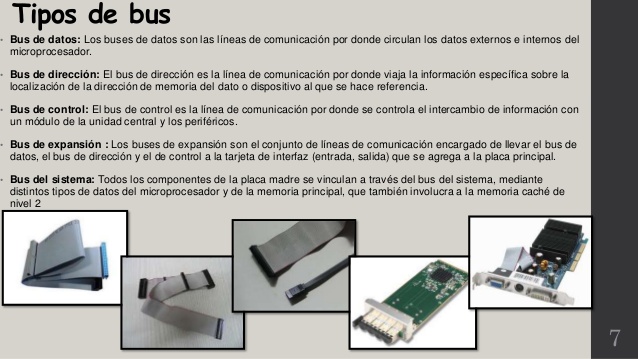 Tipos de bus
• Bus de datos: Los buses de datos son las líneas de comunicación por donde circulan los datos externos e internos del
microprocesador.
• Bus de dirección: El bus de dirección es la línea de comunicación por donde viaja la información específica sobre la
localización de la dirección de memoria del dato o dispositivo al que se hace referencia.
• Bus de control: El bus de control es la línea de comunicación por donde se controla el intercambio de información con
un módulo de la unidad central y los periféricos.
• Bus de expansión : Los buses de expansión son el conjunto de líneas de comunicación encargado de llevar el bus de
datos, el bus de dirección y el de control a la tarjeta de interfaz (entrada, salida) que se agrega a la placa principal.
• Bus del sistema: Todos los componentes de la placa madre se vinculan a través del bus del sistema, mediante
distintos tipos de datos del microprocesador y de la memoria principal, que también involucra a la memoria caché de
nivel 2
7